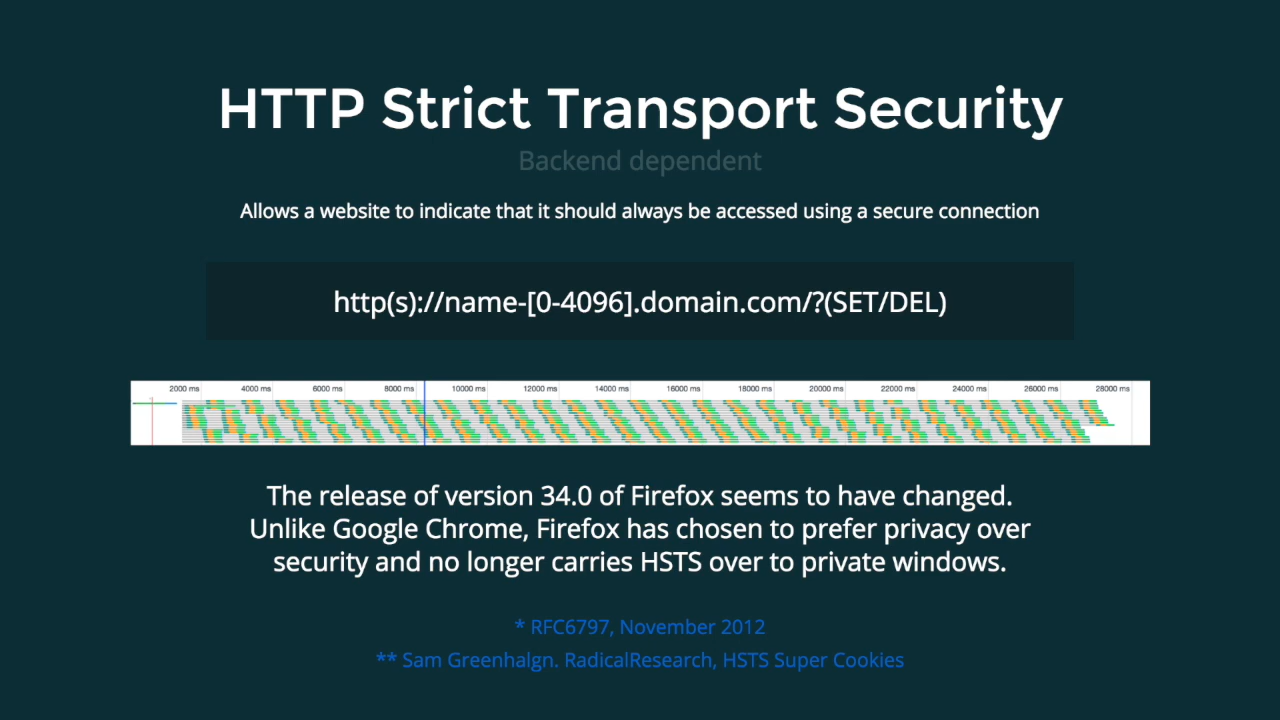 HTTP Strict Transport Security
Backend dependent
Allows a website to indicate that it should always be accessed using a secure connection
http(s)://name-[0-4096].domain.com/?(SET/DEL)
2000 ms 4000 ms 6000 ms 8000 ms 10000 ms 12000 ms 14000 ms 16000 ms 18000 ms 20000 ms 22000 ms 24000 ms 26000 ms 28000 ms
The release of version 34.0 of Firefox seems to have changed.
Unlike Google Chrome, Firefox has chosen to prefer privacy over
security and no longer carries HSTS over to private windows.
* RFC6797, November 2012
** Sam Greenhalgn. RadicalResearch, HSTS Super Cookies